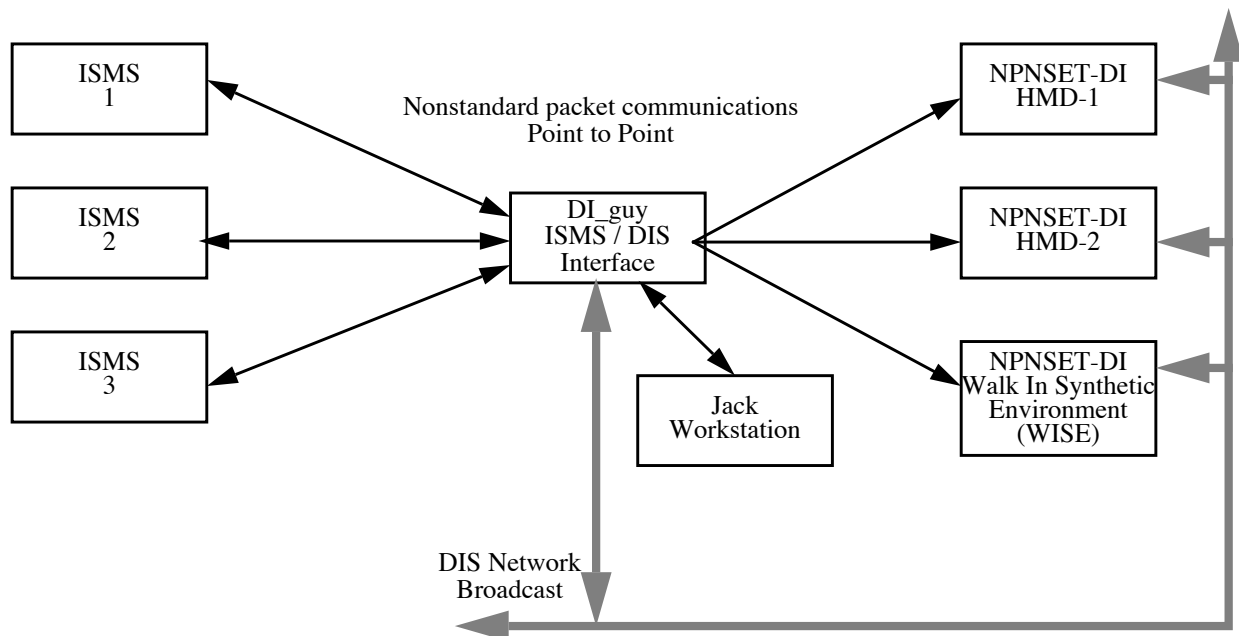 ISMS
1
Nonstandard packet communications
Point to Point
NPNSET-DI
HMD-1
ISMS
2
DI_guy
ISMS / DIS
Interface
NPNSET-DI
HMD-2
ISMS
3
Jack
Workstation
NPNSET-DI
Walk In Synthetic
Environment
(WISE)
DIS Network
Broadcast